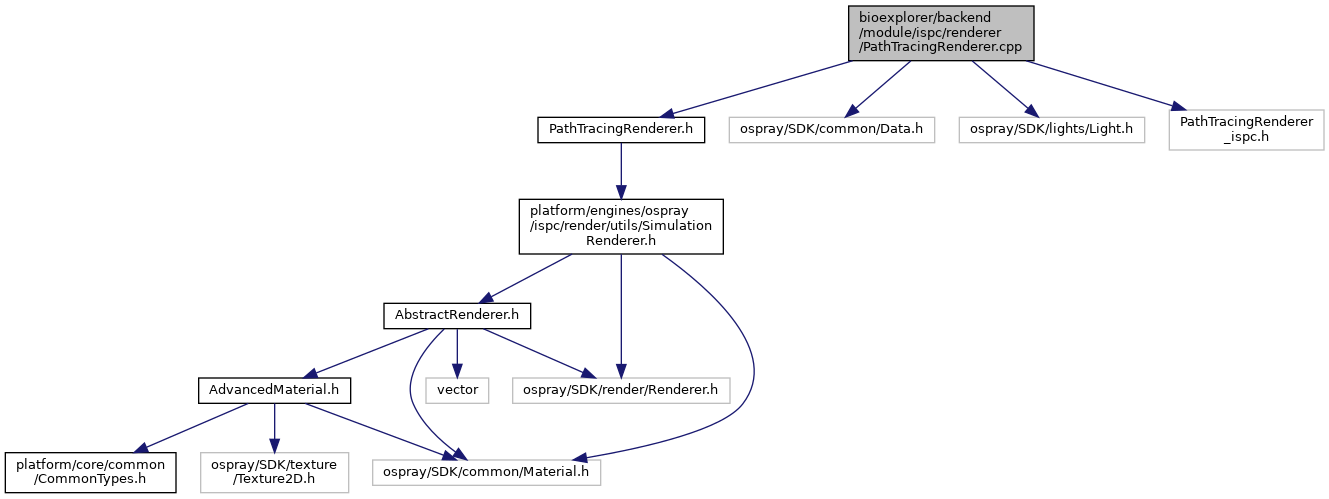 bioexplorer/backend
/module/ispc/renderer
/PathTracingRenderer.cpp
PathTracingRenderer.h
ospray/SDK/common/Data.h
ospray/SDK/lights/Light.h
PathTracingRenderer
_ispc.h
platform/engines/ospray
/ispc/render/utils/Simulation
Renderer.h
AbstractRenderer.h
AdvancedMaterial.h
vector
ospray/SDK/render/Renderer.h
platform/core/common
/CommonTypes.h
ospray/SDK/texture
/Texture2D.h
ospray/SDK/common/Material.h